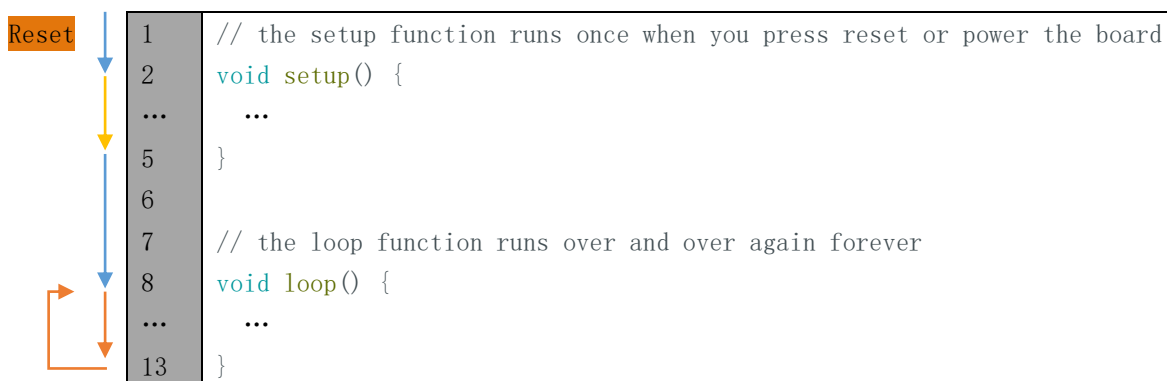 Reset
1 // the setup function runs once when you press reset or power the board
2 void setup() {
... ...
5 }
6
7 // the loop function runs over and over again forever
8 void loop() {
... ...
13 }